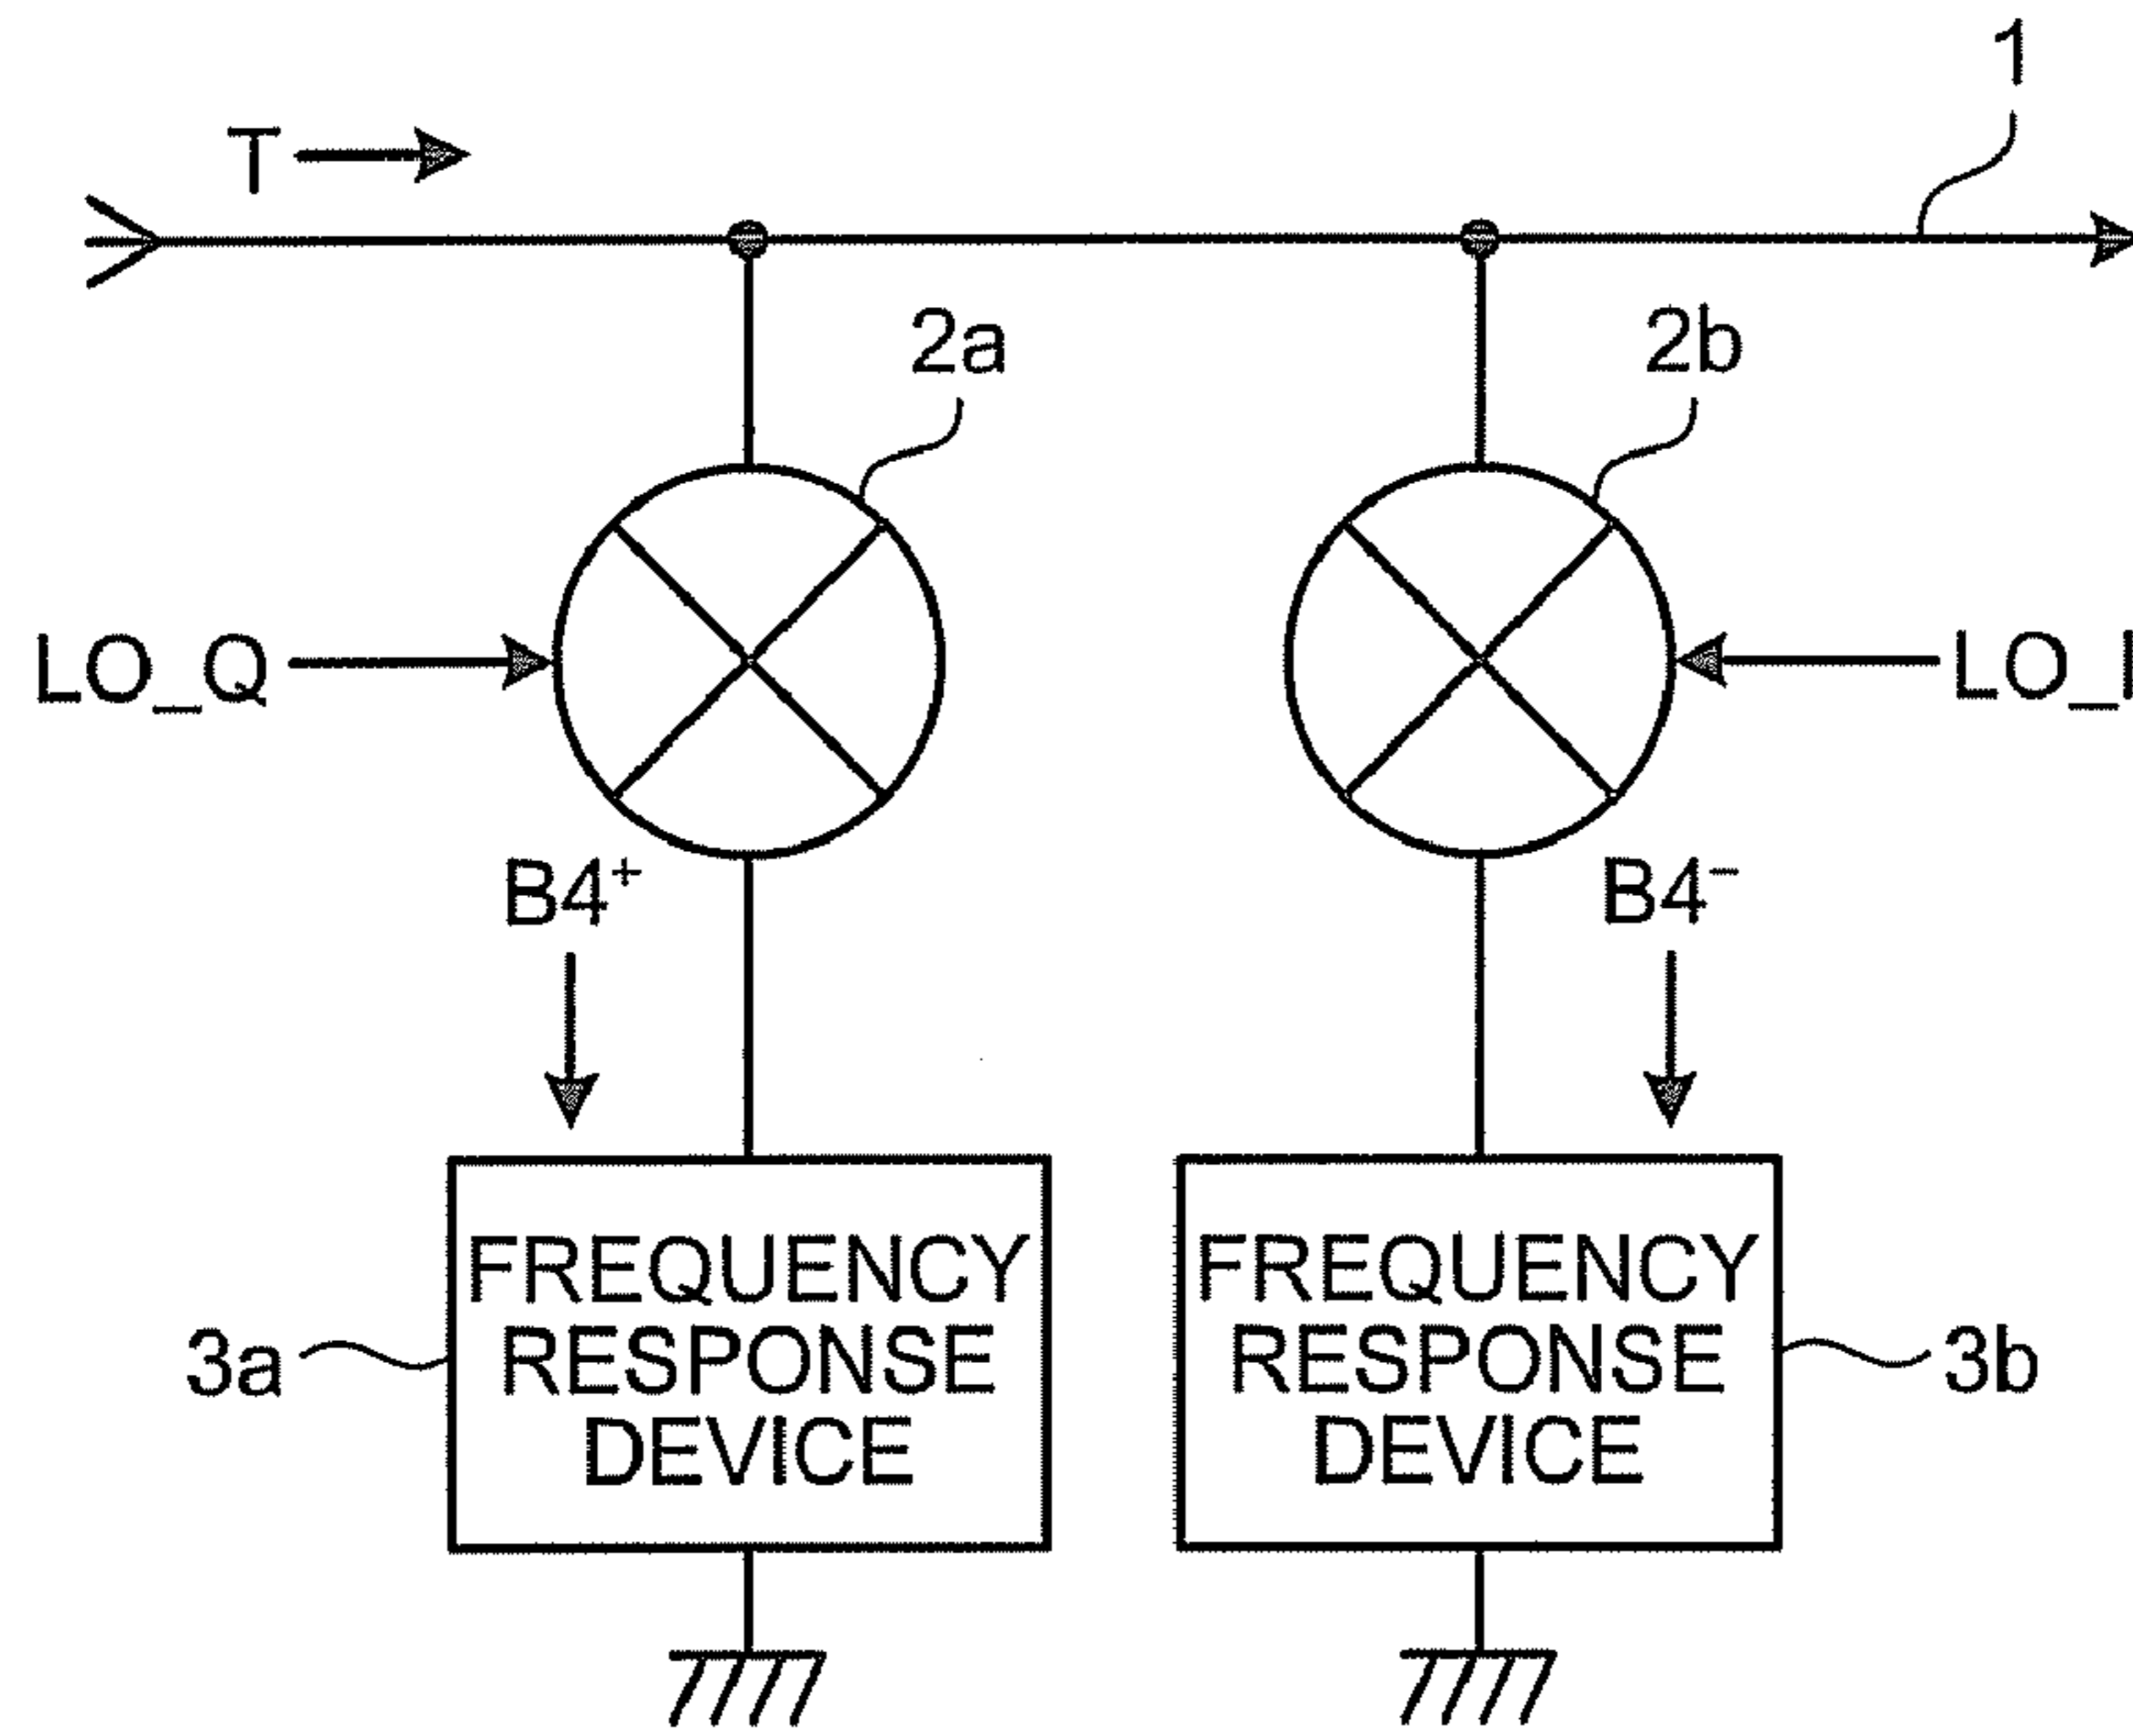 1
T
2a
2b
LO_Q
LO_I
B4⁺
B4⁻
FREQUENCY
RESPONSE
DEVICE
FREQUENCY
RESPONSE
DEVICE
3a
3b